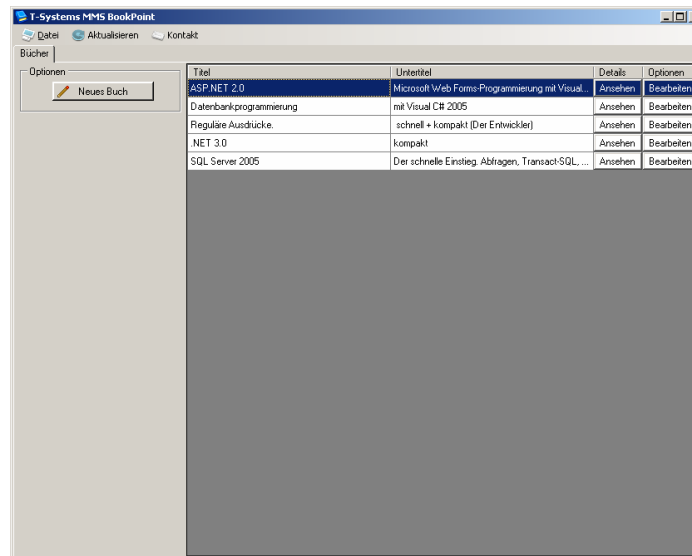 T-Systems MMS BookPoint
Datei Aktualisieren Kontakt
Bücher
Optionen
Neues Buch
Titel Untertitel Details Optionen
ASP.NET 2.0 Microsoft Web Forms-Programmierung mit Visual... Ansehen Bearbeiten
Datenbankprogrammierung mit Visual C# 2005 Ansehen Bearbeiten
Reguläre Ausdrücke. schnell + kompakt (Der Entwickler) Ansehen Bearbeiten
.NET 3.0 kompakt Ansehen Bearbeiten
SQL Server 2005 Der schnelle Einstieg. Abfragen, Transact-SQL, ... Ansehen Bearbeiten